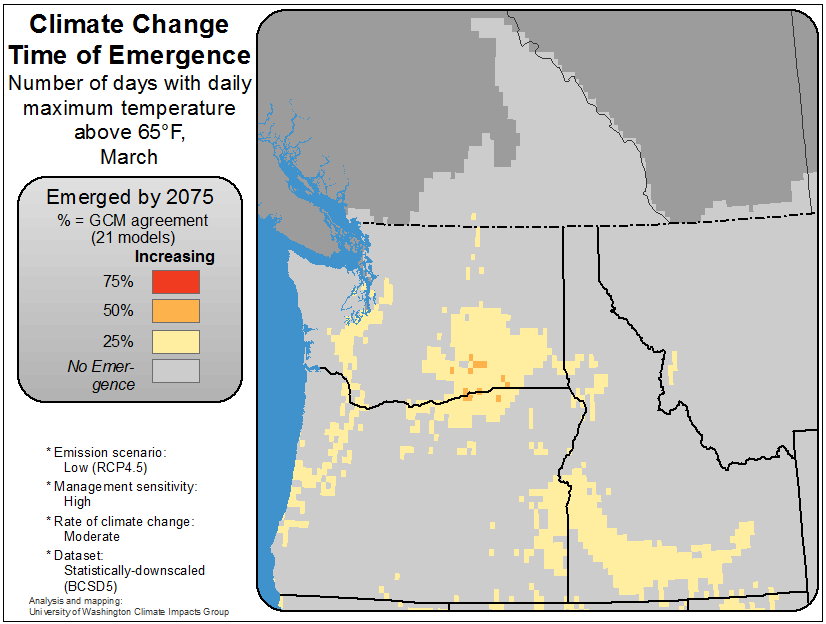 Climate Change
Time of Emergence
Number of days with daily
maximum temperature
above 65°F,
March
Emerged by 2075
% = GCM agreement
(21 models)
Increasing
75%
50%
25%
No Emer-
gence
* Emission scenario:
Low (RCP4.5)
* Management sensitivity:
High
* Rate of climate change:
Moderate
* Dataset:
Statistically-downscaled
(BCSD5)
Analysis and mapping:
University of Washington Climate Impacts Group